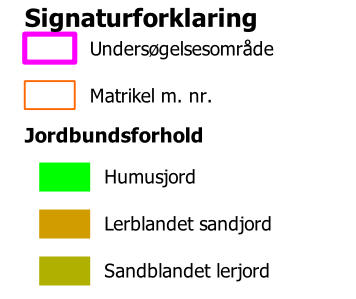 Signaturforklaring
Undersøgelsesområde
Matrikel m. nr.
Jordbundsforhold
Humusjord
Lerblandet sandjord
Sandblandet lerjord